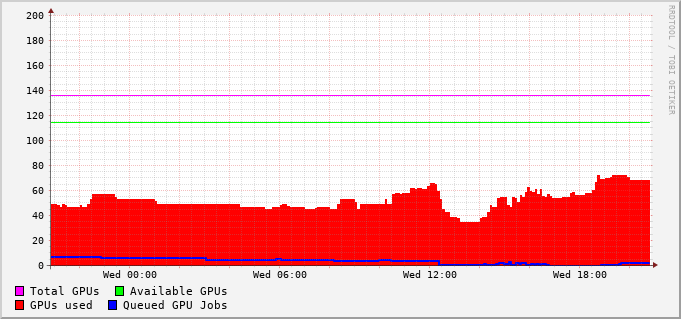 200
180
160
140
120
100
80
60
40
20
0
Wed 00:00 Wed 06:00 Wed 12:00 Wed 18:00
Total GPUs Available GPUs
GPUs used Queued GPU Jobs
RRDTOOL / TOBI OETIKER